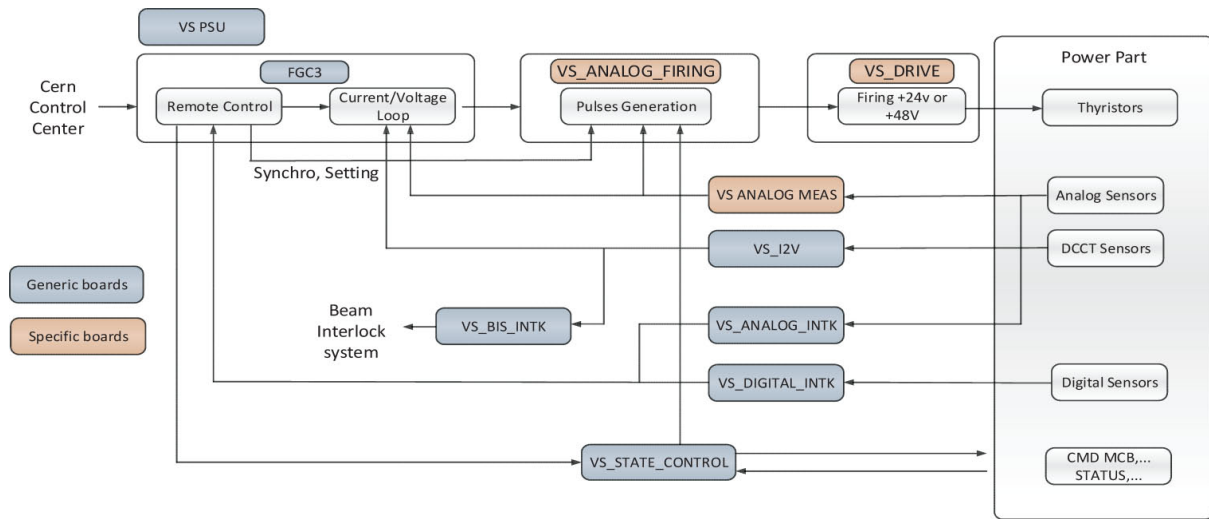 VS PSU
FGC3
VS_ANALOG_FIRING
VS_DRIVE
Power Part
Cern
Control
Center
Remote Control
Current/Voltage
Loop
Pulses Generation
Firing +24v or
+48V
Thyristors
Synchro, Setting
VS ANALOG MEAS
Analog Sensors
VS_I2V
DCCT Sensors
Generic boards
Specific boards
Beam
Interlock
system
VS_BIS_INTK
VS_ANALOG_INTK
VS_DIGITAL_INTK
Digital Sensors
VS_STATE_CONTROL
CMD MCB,...
STATUS,...